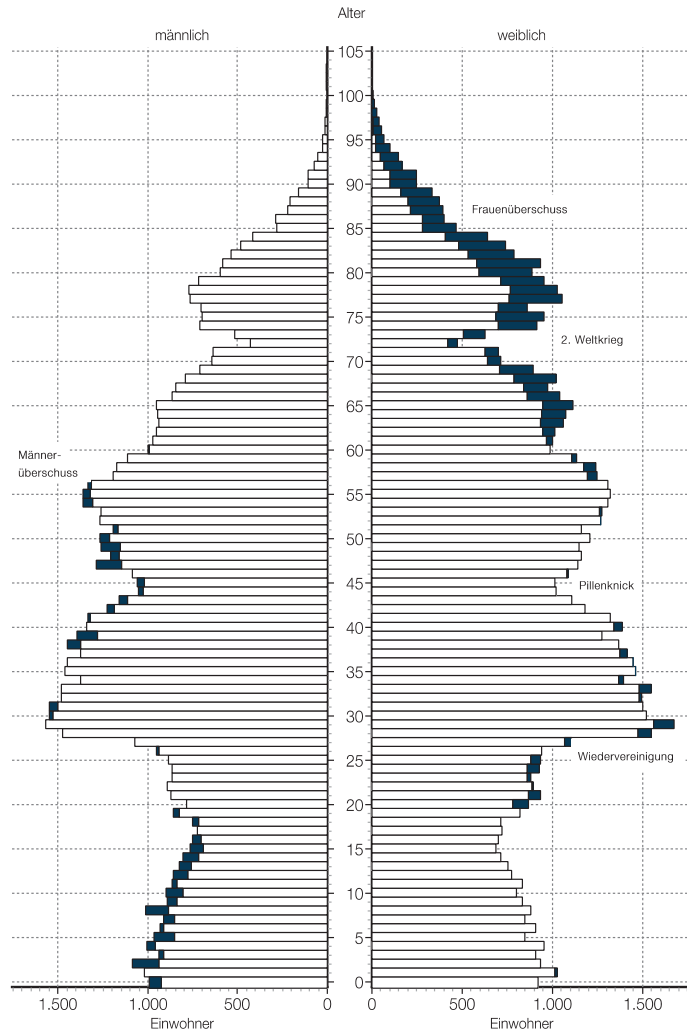 Alter
männlich
weiblich
105
100
95
90
Frauenüberschuss
85
80
75
2. Weltkrieg
70
65
60
Männer-
überschuss
55
50
45
Pillenknick
40
35
30
Wiedervereinigung
25
20
15
10
5
0
1.500 1.000 500 0 0 500 1.000 1.500
Einwohner Einwohner